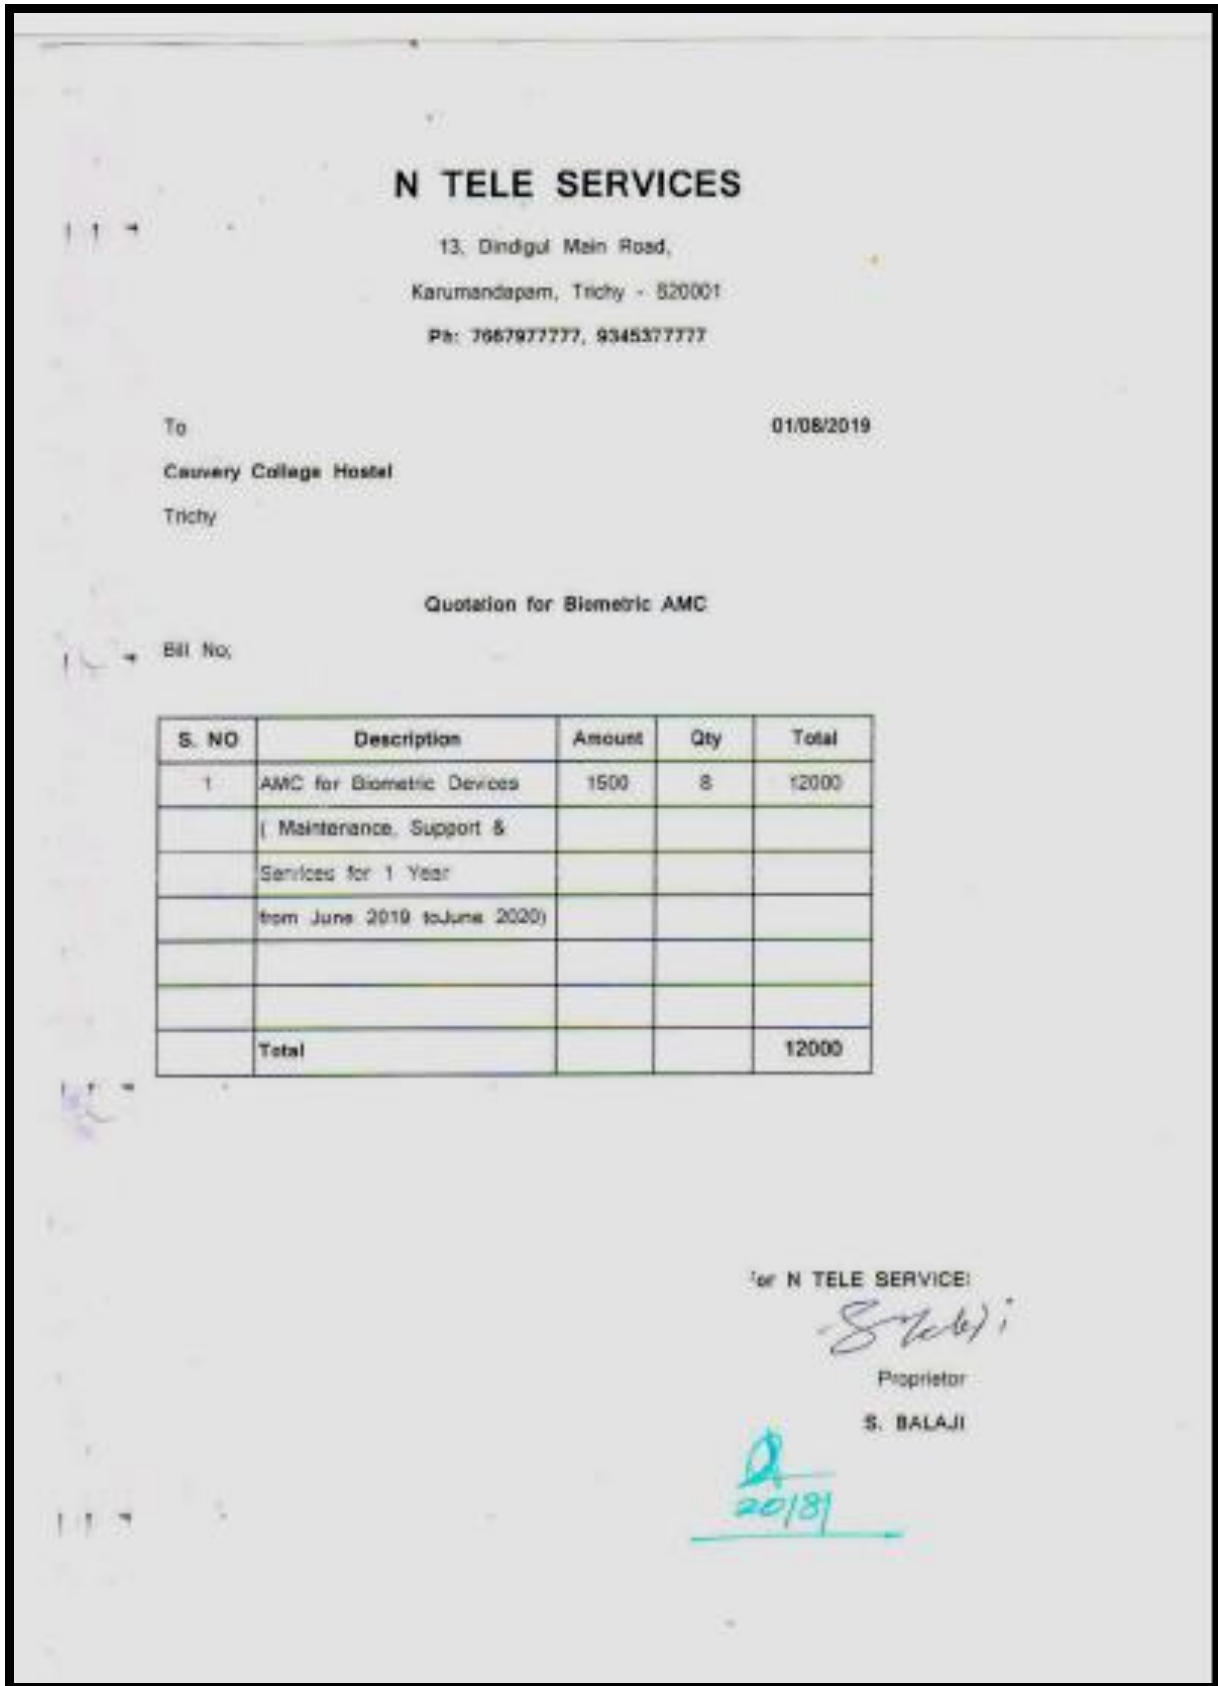 N TELE SERVICES
13, Dindigul Main Road,
Karumandapam, Trichy - 620001
Ph: 7667977777, 9345377777
To 01/08/2019
Cauvery College Hostel
Trichy
Quotation for Biometric AMC
Bill No;
S. NO Description Amount Qty Total
1 AMC for Biometric Devices 1500 8 12000
( Maintenance, Support &
Services for 1 Year
from June 2019 toJune 2020)
Total 12000
for N TELE SERVICE
Proprietor
S. BALAJI
20/8/